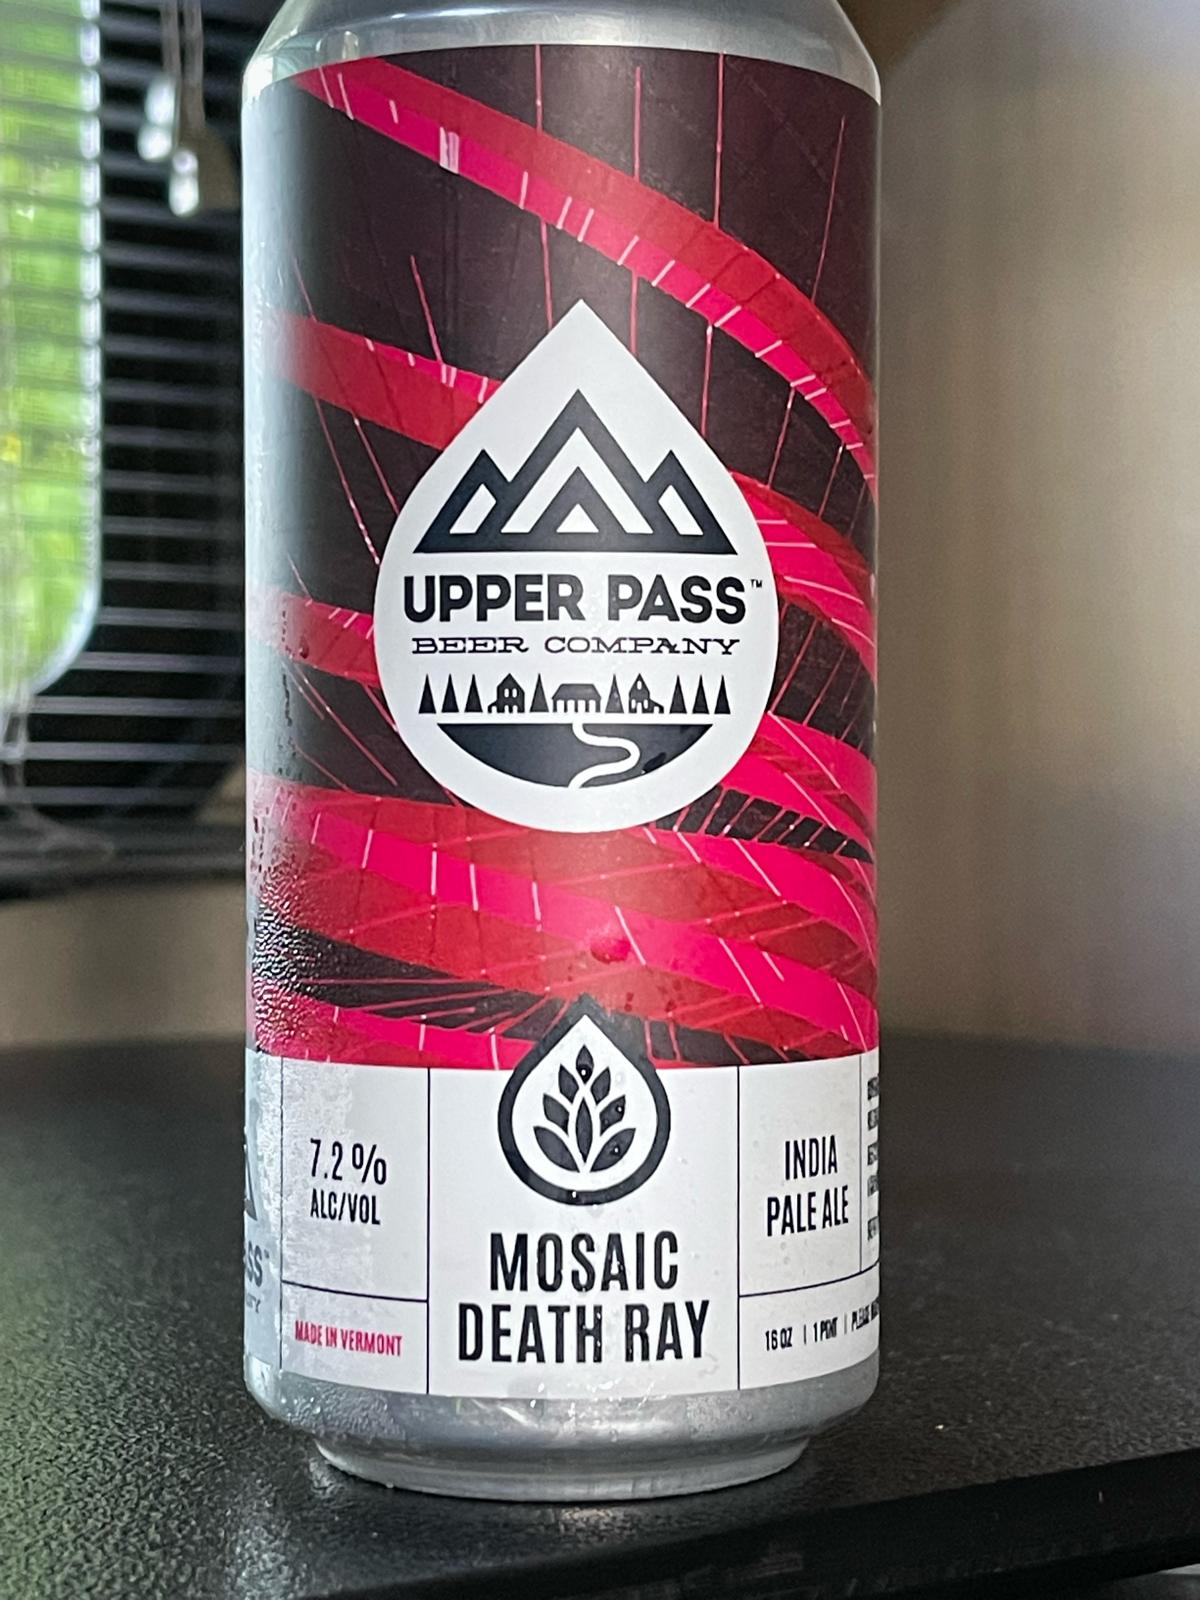 UPPER PASS™
BEER COMPANY
7.2%
ALC/VOL
MADE IN VERMONT
MOSAIC
DEATH RAY
INDIA
PALE ALE
16 OZ | 1 PINT | PLEASE